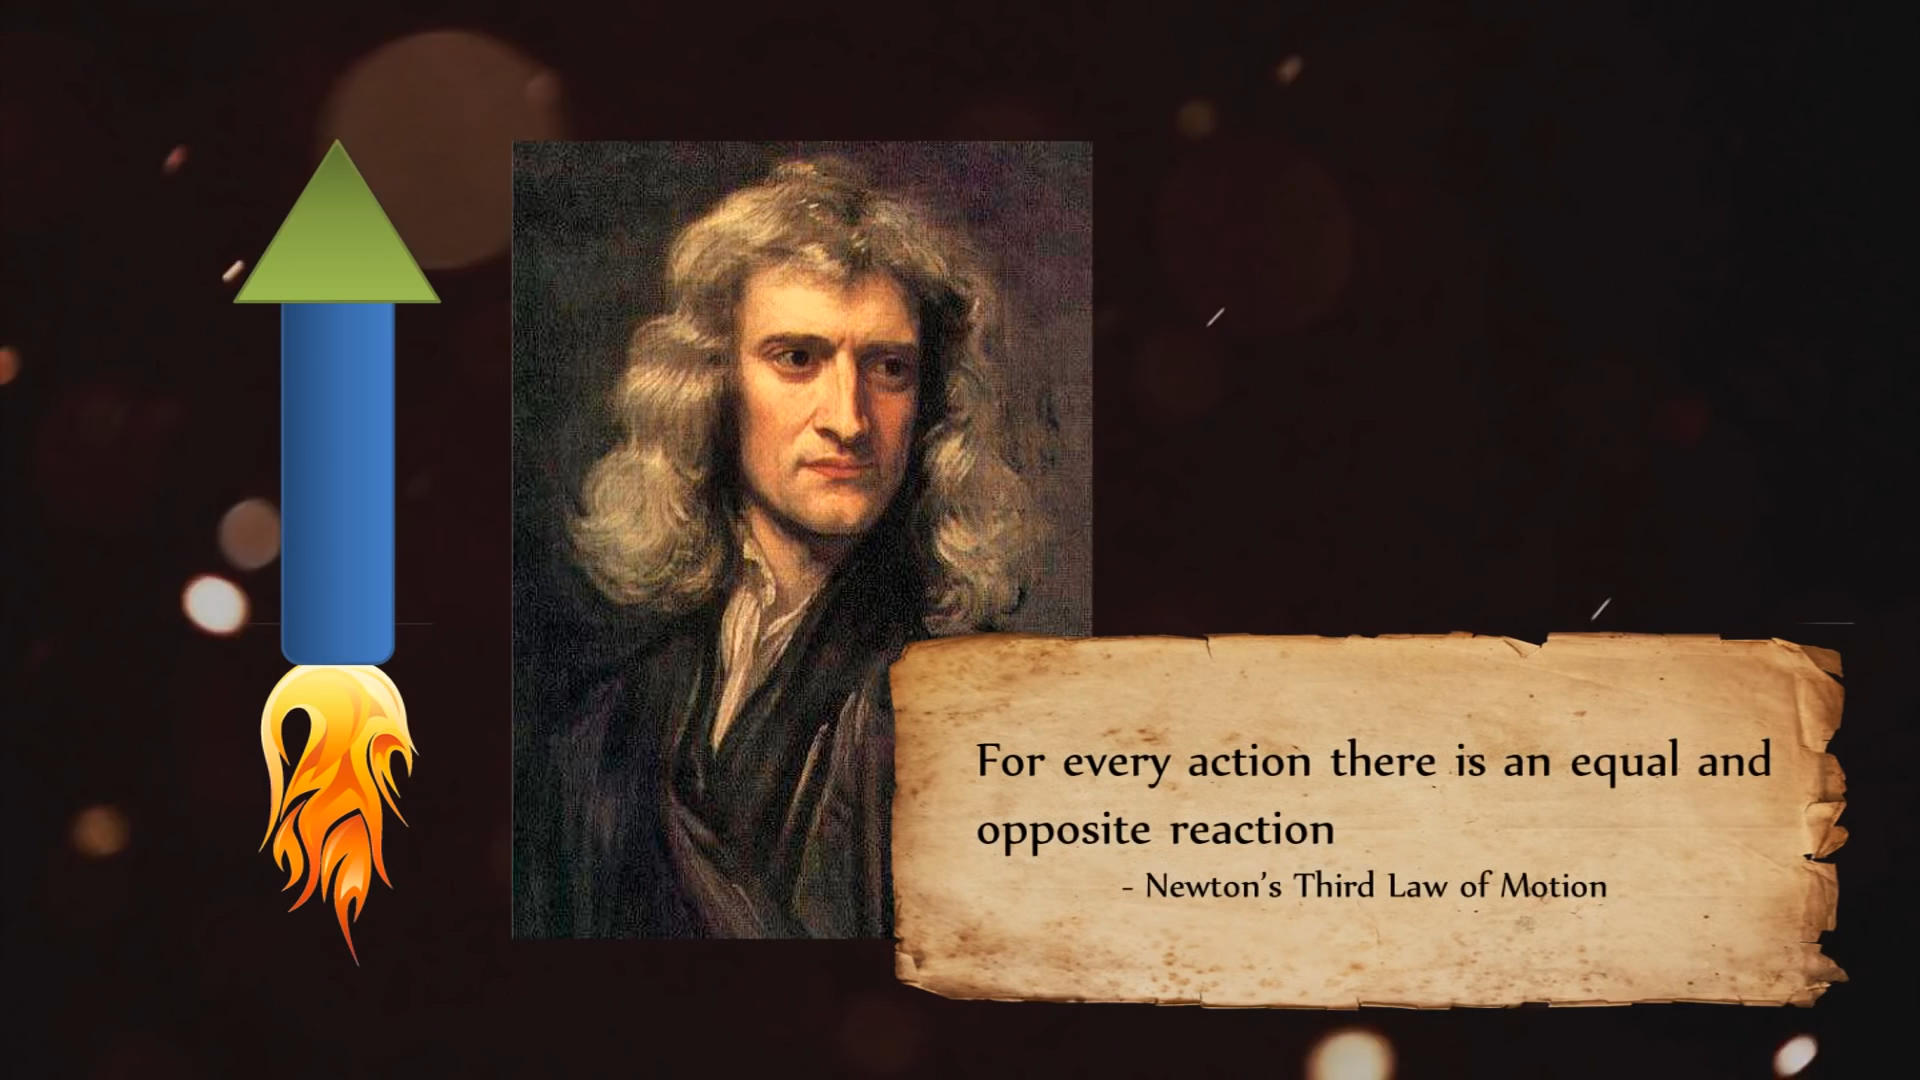 For every action there is an equal and
opposite reaction
- Newton's Third Law of Motion